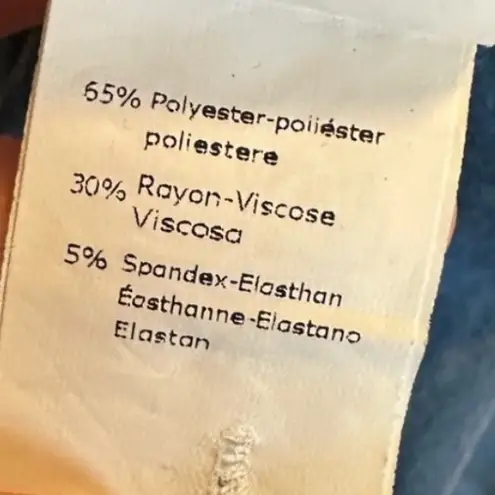 65% Polyester-poliéster
poliestere
30% Rayon-Viscose
Viscosa
5% Spandex-Elasthan
Éasthanne-Elastano
Elastan